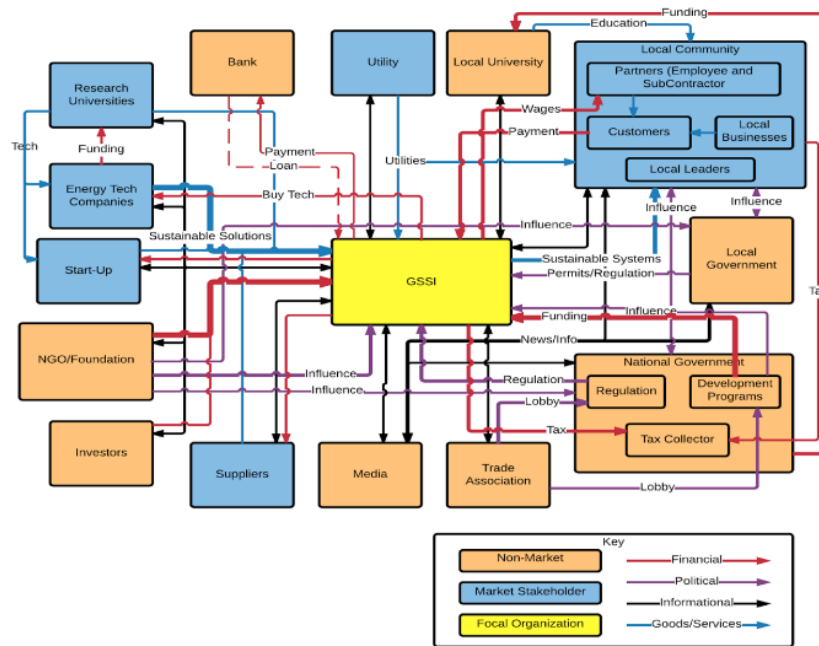 Funding
Education
Bank
Utility
Local University
Local Community
Partners (Employee and
SubContractor
Research
Universities
Wages
Payment
Customers
Local
Businesses
Tech
Funding
Payment
Loan
Utilities
Local Leaders
Energy Tech
Companies
Buy Tech
Influence
Influence
Influence
Sustainable Solutions
Start-Up
GSSI
Sustainable Systems
Permits/Regulation
Local
Government
Influence
Funding
News/Info
NGO/Foundation
Influence
Influence
Regulation
Lobby
National Government
Regulation
Development
Programs
Tax
Tax Collector
Investors
Suppliers
Media
Trade
Association
Lobby
Key
Non-Market
Financial
Political
Market Stakeholder
Informational
Focal Organization
Goods/Services